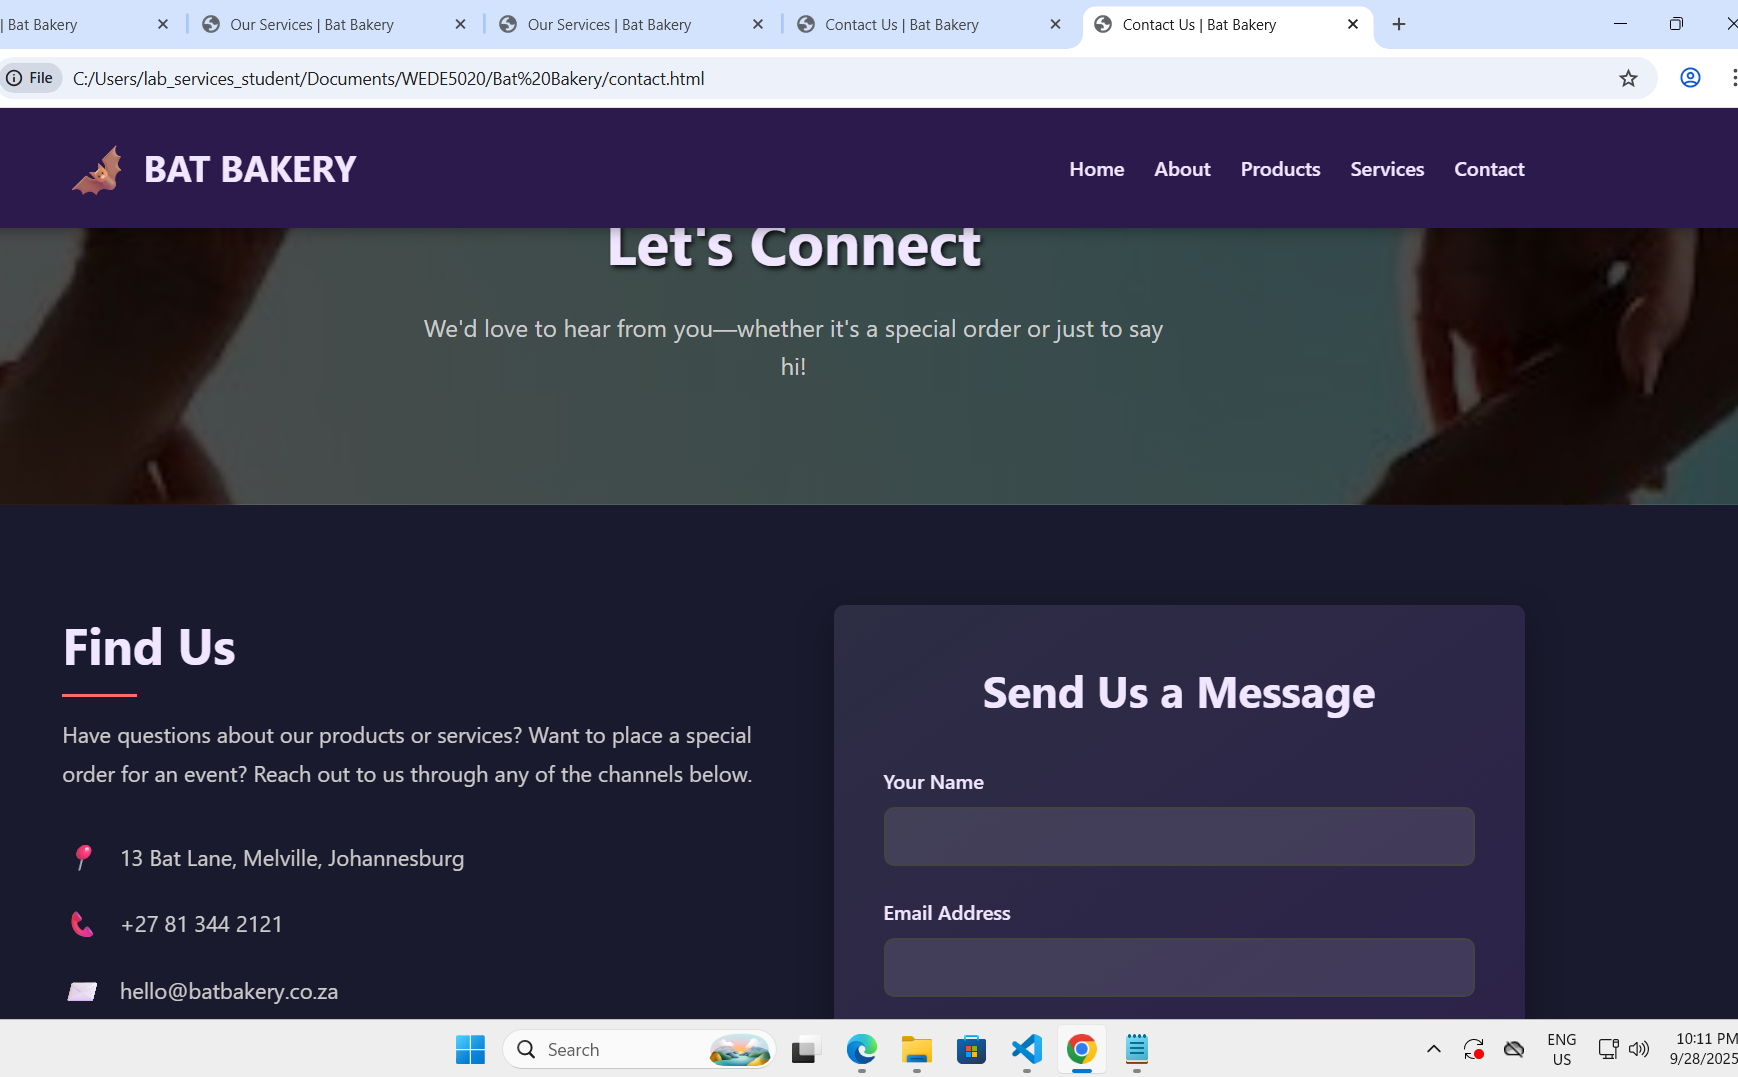 | Bat Bakery
Our Services | Bat Bakery
Our Services | Bat Bakery
Contact Us | Bat Bakery
Contact Us | Bat Bakery
File
C:/Users/lab_services_student/Documents/WEDE5020/Bat%20Bakery/contact.html
BAT BAKERY
Home
About
Products
Services
Contact
Let's Connect
We'd love to hear from you—whether it's a special order or just to say
hi!
Find Us
Have questions about our products or services? Want to place a special
order for an event? Reach out to us through any of the channels below.
13 Bat Lane, Melville, Johannesburg
+27 81 344 2121
hello@batbakery.co.za
Send Us a Message
Your Name
Email Address
Search
ENG
US
10:11 PM
9/28/2025